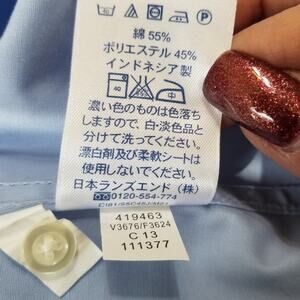 綿 55%
ポリエステル 45%
インドネシア 製
濃い色のものは色落ち
しますので、白・淡色品と
分けて洗ってください。
漂白剤及び柔軟シートは
使用しないでください。
日本ランズエンド（株）
0120-554-774
419463
V3676/F3624
C 13
111377